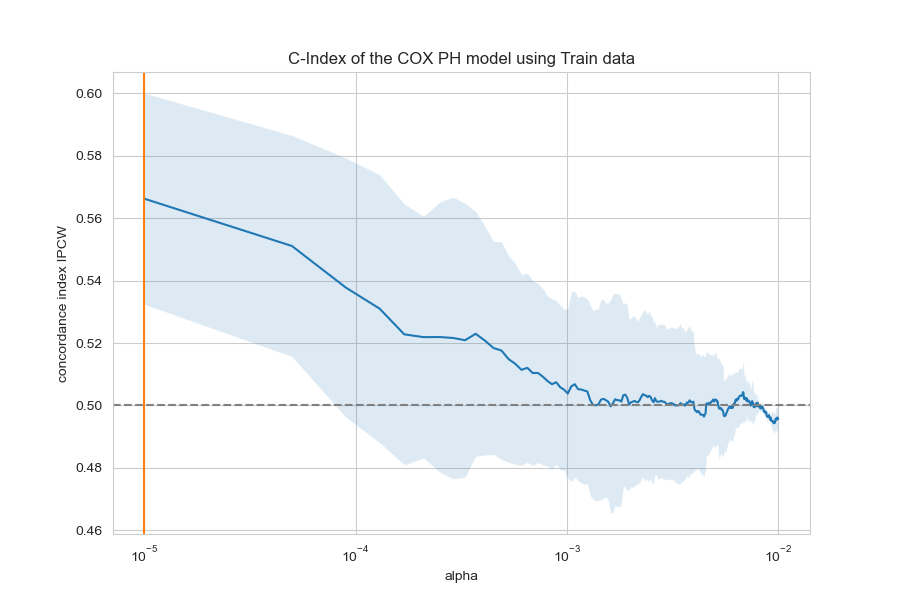 C-Index of the COX PH model using Train data
concordance index IPCW
0.60
0.58
0.56
0.54
0.52
0.50
0.48
0.46
10⁻⁵ 10⁻⁴ 10⁻³ 10⁻²
alpha